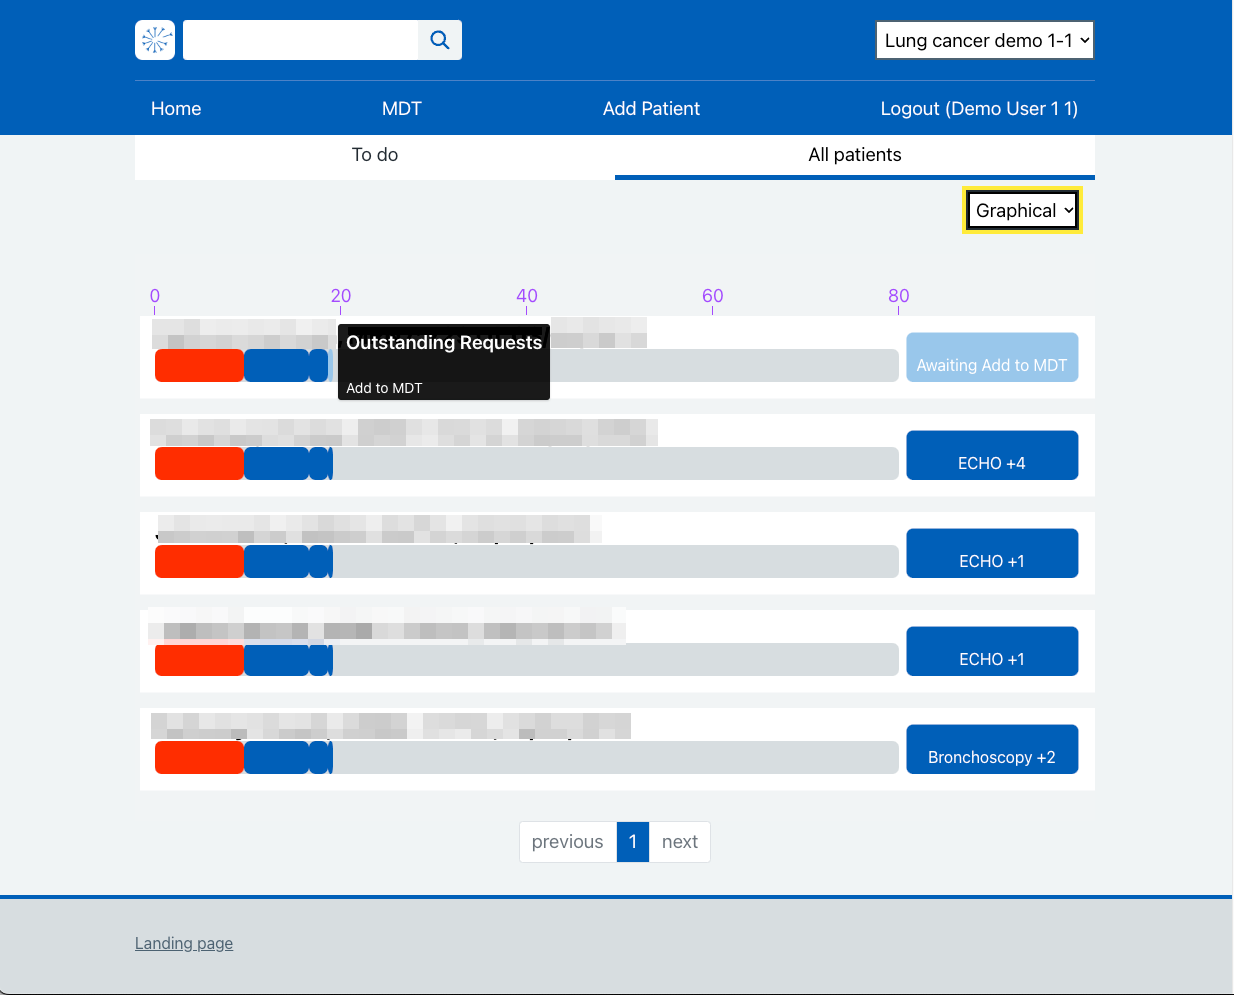 Lung cancer demo 1-1
Home MDT Add Patient Logout (Demo User 1 1)
To do All patients
Graphical
0 20 40 60 80
Outstanding Requests
Add to MDT
Awaiting Add to MDT
ECHO +4
ECHO +1
ECHO +1
Bronchoscopy +2
previous 1 next
Landing page